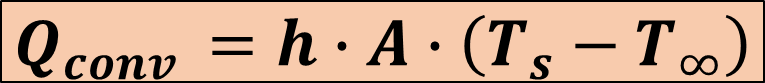 Q_conv = h · A · (T_s − T_∞)